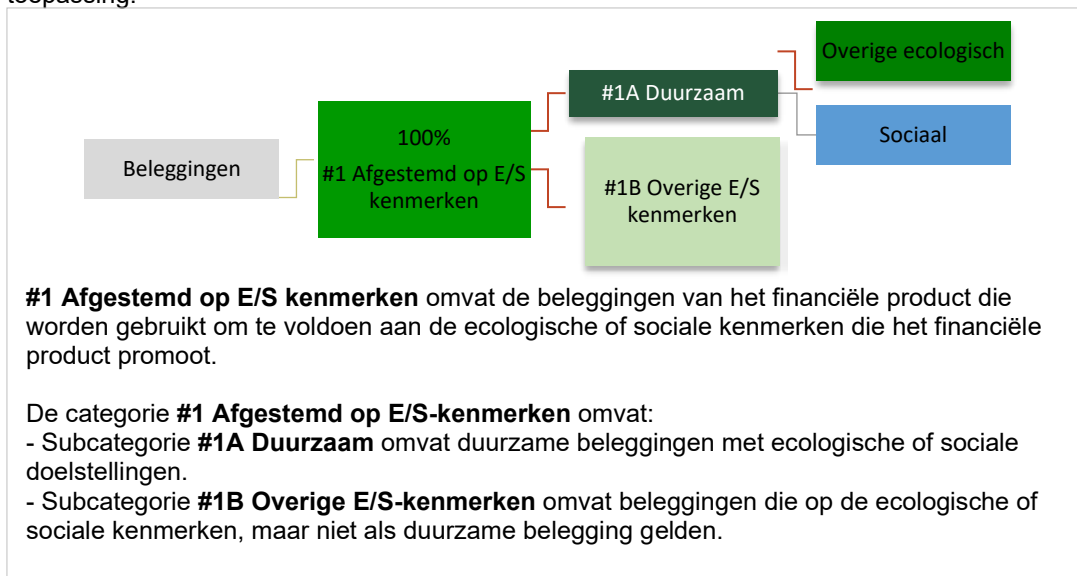 toepassing.
Overige ecologisch
#1A Duurzaam
100%
Sociaal
Beleggingen
#1 Afgestemd op E/S
kenmerken
#1B Overige E/S
kenmerken
#1 Afgestemd op E/S kenmerken omvat de beleggingen van het financiële product die
worden gebruikt om te voldoen aan de ecologische of sociale kenmerken die het financiële
product promoot.
De categorie #1 Afgestemd op E/S-kenmerken omvat:
- Subcategorie #1A Duurzaam omvat duurzame beleggingen met ecologische of sociale
doelstellingen.
- Subcategorie #1B Overige E/S-kenmerken omvat beleggingen die op de ecologische of
sociale kenmerken, maar niet als duurzame belegging gelden.